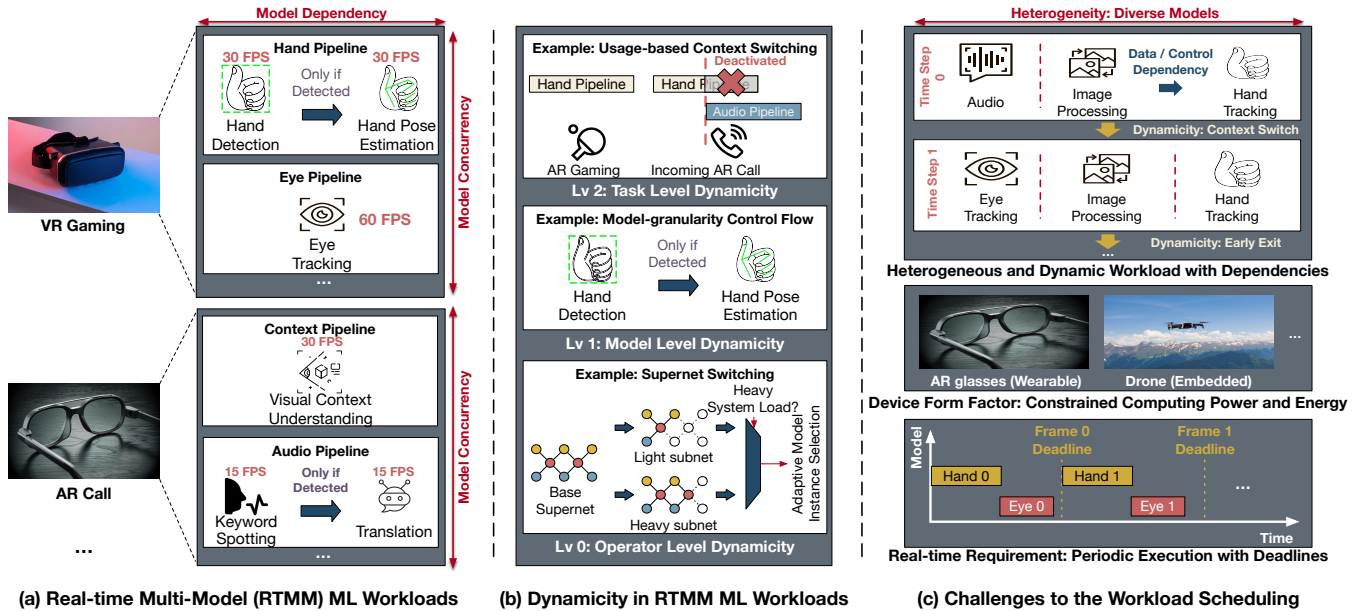 Model Dependency
Hand Pipeline
30 FPS
30 FPS
Only if
Detected
Hand
Detection
Hand Pose
Estimation
Eye Pipeline
60 FPS
Eye
Tracking
...
Model Concurrency
VR Gaming
Context Pipeline
30 FPS
Visual Context
Understanding
Audio Pipeline
15 FPS
Only if
Detected
15 FPS
Keyword
Spotting
Translation
...
Model Concurrency
AR Call
...
(a) Real-time Multi-Model (RTMM) ML Workloads
Example: Usage-based Context Switching
Deactivated
Hand Pipeline
Hand Pipeline
Audio Pipeline
AR Gaming
Incoming AR Call
Lv 2: Task Level Dynamicity
Example: Model-granularity Control Flow
Only if
Detected
Hand
Detection
Hand Pose
Estimation
Lv 1: Model Level Dynamicity
Example: Supernet Switching
Heavy
System Load?
Light subnet
Base
Supernet
Heavy subnet
Adaptive Model
Instance Selection
Lv 0: Operator Level Dynamicity
(b) Dynamicity in RTMM ML Workloads
Heterogeneity: Diverse Models
Time Step
0
Audio
Image
Processing
Data / Control
Dependency
Hand
Tracking
Dynamicity: Context Switch
Time Step 1
Eye
Tracking
Image
Processing
Hand
Tracking
Dynamicity: Early Exit
...
Heterogeneous and Dynamic Workload with Dependencies
AR glasses (Wearable)
Drone (Embedded)
...
Device Form Factor: Constrained Computing Power and Energy
Model
Frame 0
Deadline
Frame 1
Deadline
Hand 0
Hand 1
Eye 0
Eye 1
...
Time
Real-time Requirement: Periodic Execution with Deadlines
(c) Challenges to the Workload Scheduling